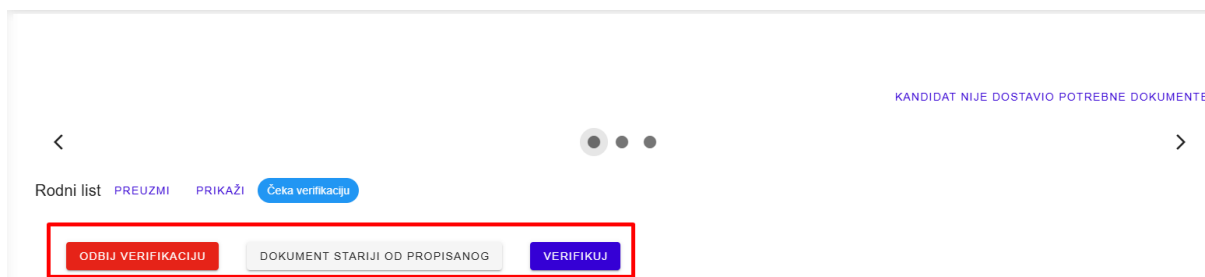 KANDIDAT NIJE DOSTAVIO POTREBNE DOKUMENTE
Rodni list PREUZMI PRIKAŽI Čeka verifikaciju
ODBIJ VERIFIKACIJU DOKUMENT STARIJI OD PROPISANOG VERIFIKUJ